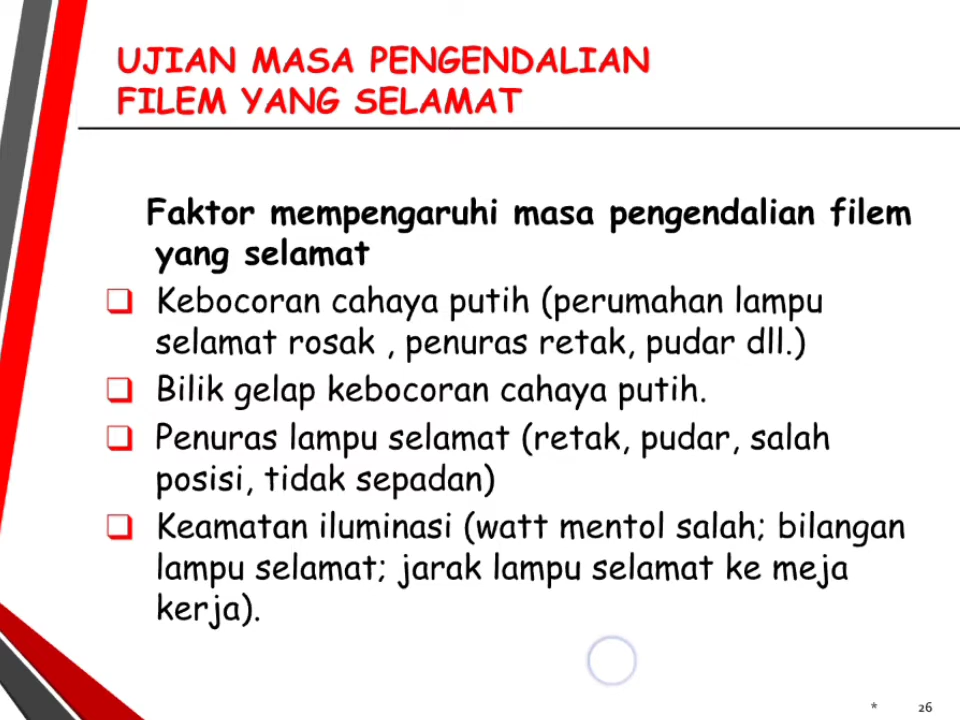 UJIAN MASA PENGENDALIAN
FILEM YANG SELAMAT
Faktor mempengaruhi masa pengendalian filem
yang selamat
❑ Kebocoran cahaya putih (perumahan lampu
selamat rosak , penuras retak, pudar dll.)
❑ Bilik gelap kebocoran cahaya putih.
❑ Penuras lampu selamat (retak, pudar, salah
posisi, tidak sepadan)
❑ Keamatan iluminasi (watt mentol salah; bilangan
lampu selamat; jarak lampu selamat ke meja
kerja).
* 26